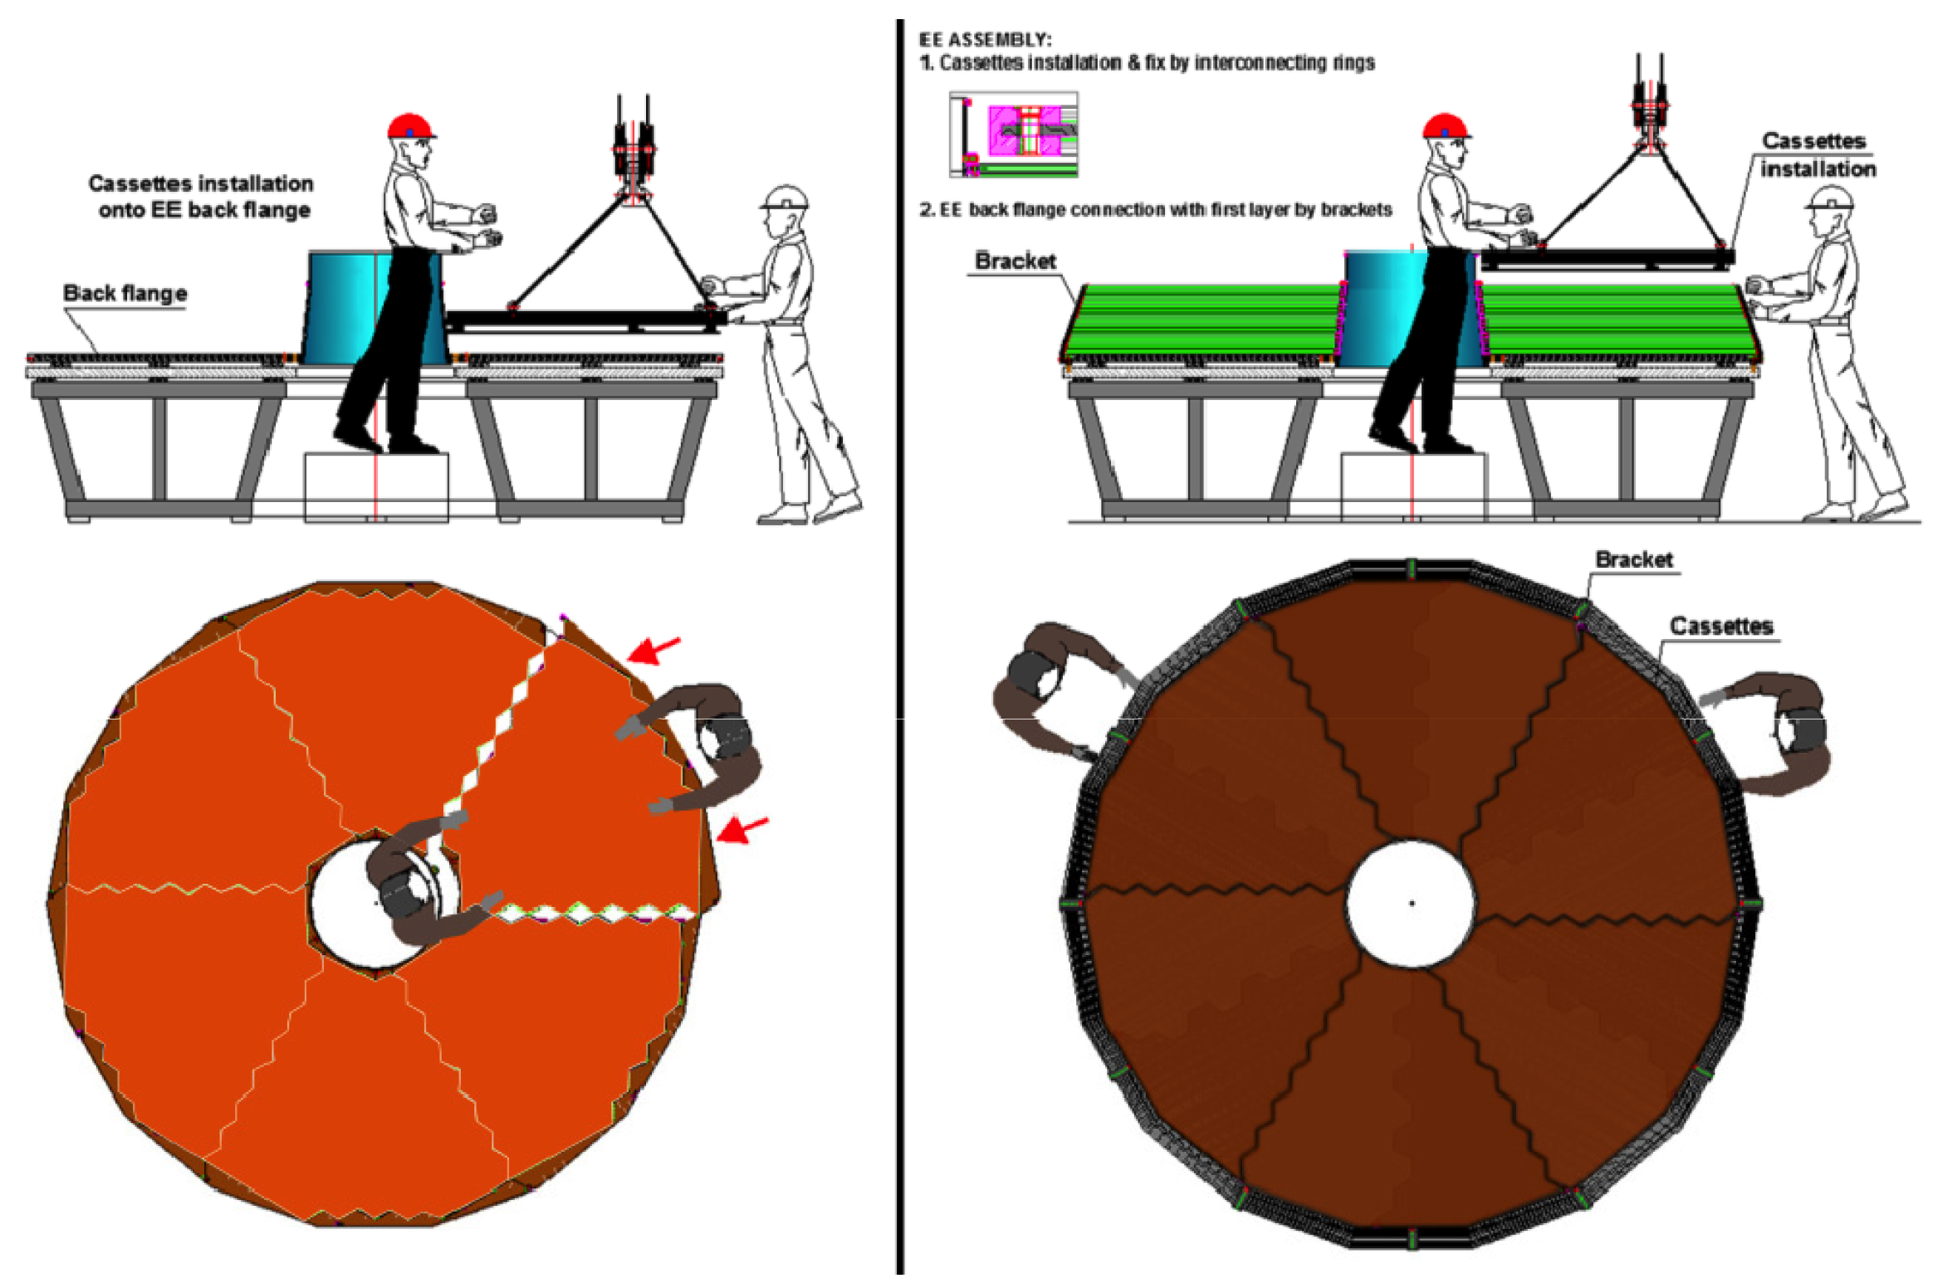 Cassettes installation
onto EE back flange
Back flange
EE ASSEMBLY:
1. Cassettes installation & fix by interconnecting rings
2. EE back flange connection with first layer by brackets
Cassettes
installation
Bracket
Bracket
Cassettes